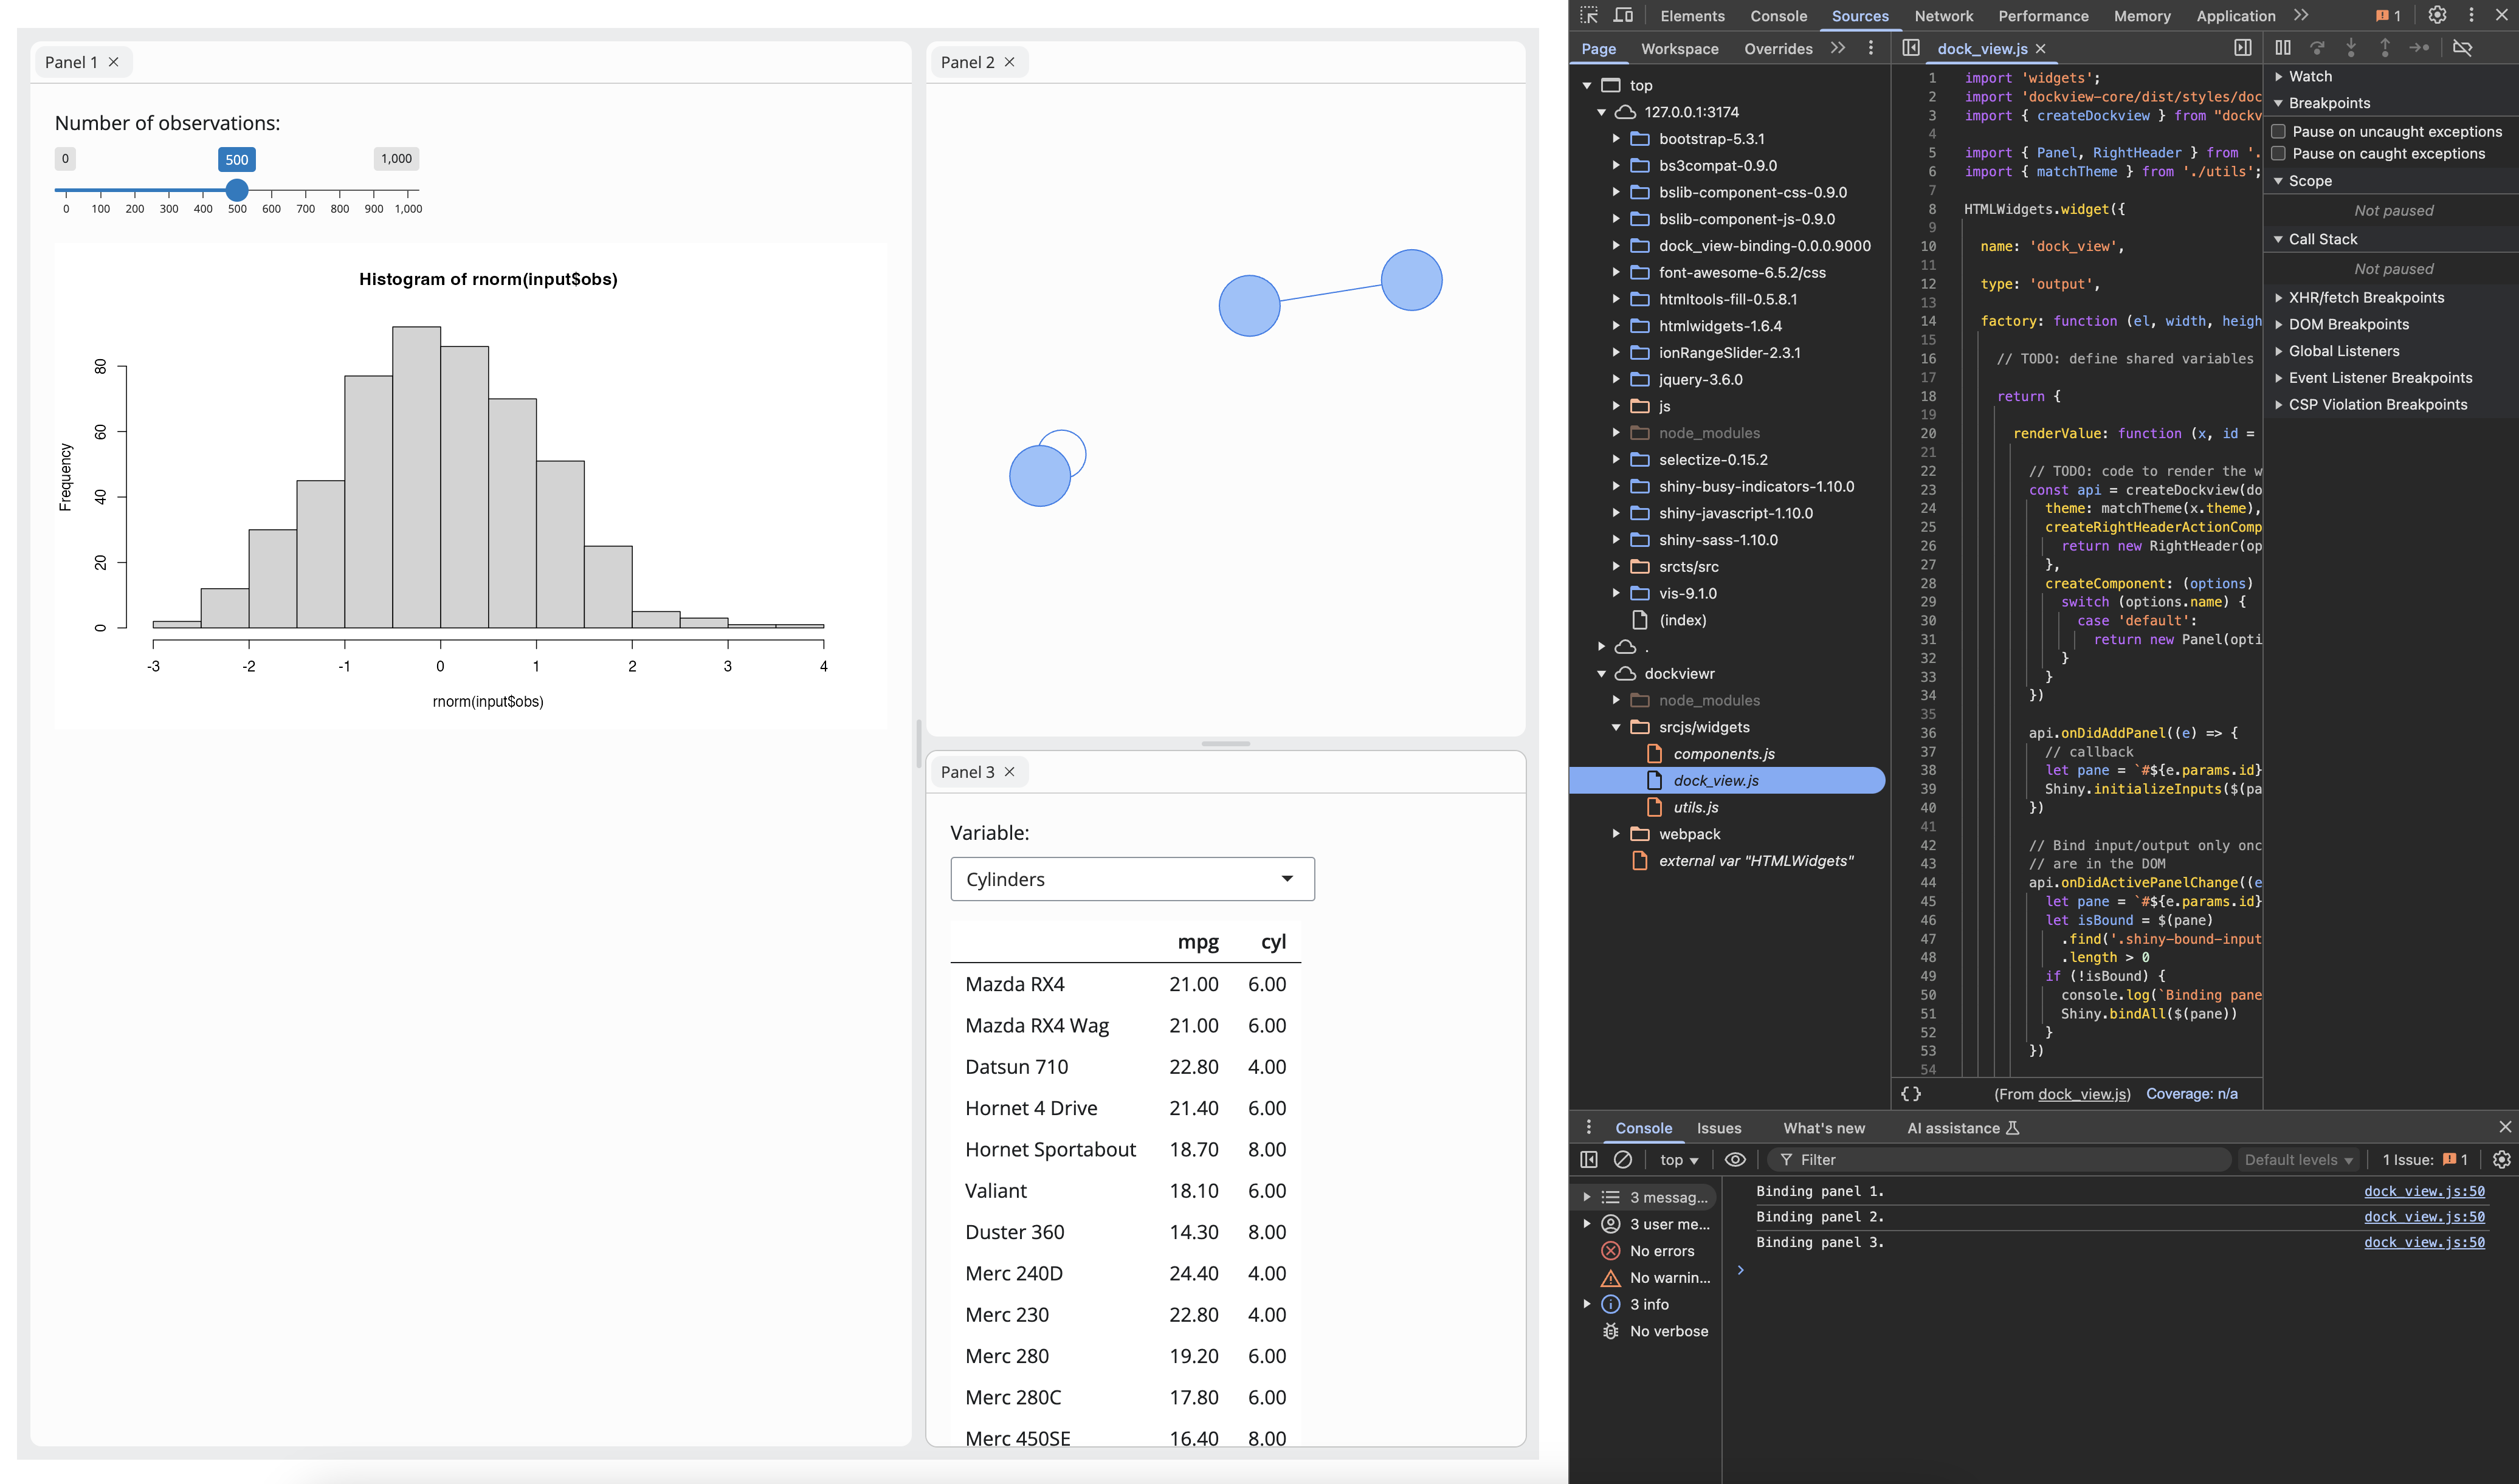 Panel 1
Number of observations:
0
500
1,000
0 100 200 300 400 500 600 700 800 900 1,000
Histogram of rnorm(input$obs)
Frequency
0 20 40 60 80
-3 -2 -1 0 1 2 3 4
rnorm(input$obs)
Panel 2
Panel 3
Variable:
Cylinders
mpg cyl
Mazda RX4 21.00 6.00
Mazda RX4 Wag 21.00 6.00
Datsun 710 22.80 4.00
Hornet 4 Drive 21.40 6.00
Hornet Sportabout 18.70 8.00
Valiant 18.10 6.00
Duster 360 14.30 8.00
Merc 240D 24.40 4.00
Merc 230 22.80 4.00
Merc 280 19.20 6.00
Merc 280C 17.80 6.00
Merc 450SE 16.40 8.00
Elements Console Sources Network Performance Memory Application 1
Page Workspace Overrides
top
127.0.0.1:3174
bootstrap-5.3.1
bs3compat-0.9.0
bslib-component-css-0.9.0
bslib-component-js-0.9.0
dock_view-binding-0.0.0.9000
font-awesome-6.5.2/css
htmltools-fill-0.5.8.1
htmlwidgets-1.6.4
ionRangeSlider-2.3.1
jquery-3.6.0
js
node_modules
selectize-0.15.2
shiny-busy-indicators-1.10.0
shiny-javascript-1.10.0
shiny-sass-1.10.0
srcts/src
vis-9.1.0
(index)
.
dockviewr
node_modules
srcjs/widgets
components.js
dock_view.js
utils.js
webpack
external var "HTMLWidgets"
dock_view.js
1 import 'widgets';
2 import 'dockview-core/dist/styles/doc
3 import { createDockview } from "dockv
4
5 import { Panel, RightHeader } from '.
6 import { matchTheme } from './utils';
7
8 HTMLWidgets.widget({
9
10 name: 'dock_view',
11
12 type: 'output',
13
14 factory: function (el, width, heigh
15
16 // TODO: define shared variables
17
18 return {
19
20 renderValue: function (x, id =
21
22 // TODO: code to render the w
23 const api = createDockview(do
24 theme: matchTheme(x.theme),
25 createRightHeaderActionComp
26 return new RightHeader(op
27 },
28 createComponent: (options)
29 switch (options.name) {
30 case 'default':
31 return new Panel(opti
32 }
33 }
34 })
35
36 api.onDidAddPanel((e) => {
37 // callback
38 let pane = `#${e.params.id}
39 Shiny.initializeInputs($(pa
40 })
41
42 // Bind input/output only onc
43 // are in the DOM
44 api.onDidActivePanelChange((e
45 let pane = `#${e.params.id}
46 let isBound = $(pane)
47 .find('.shiny-bound-input
48 .length > 0
49 if (!isBound) {
50 console.log(`Binding pane
51 Shiny.bindAll($(pane))
52 }
53 })
54
{} (From dock_view.js) Coverage: n/a
Watch
Breakpoints
Pause on uncaught exceptions
Pause on caught exceptions
Scope
Not paused
Call Stack
Not paused
XHR/fetch Breakpoints
DOM Breakpoints
Global Listeners
Event Listener Breakpoints
CSP Violation Breakpoints
Console Issues What's new AI assistance
top Filter Default levels 1 Issue: 1
3 messag...
3 user me...
No errors
No warnin...
3 info
No verbose
Binding panel 1. dock_view.js:50
Binding panel 2. dock_view.js:50
Binding panel 3. dock_view.js:50